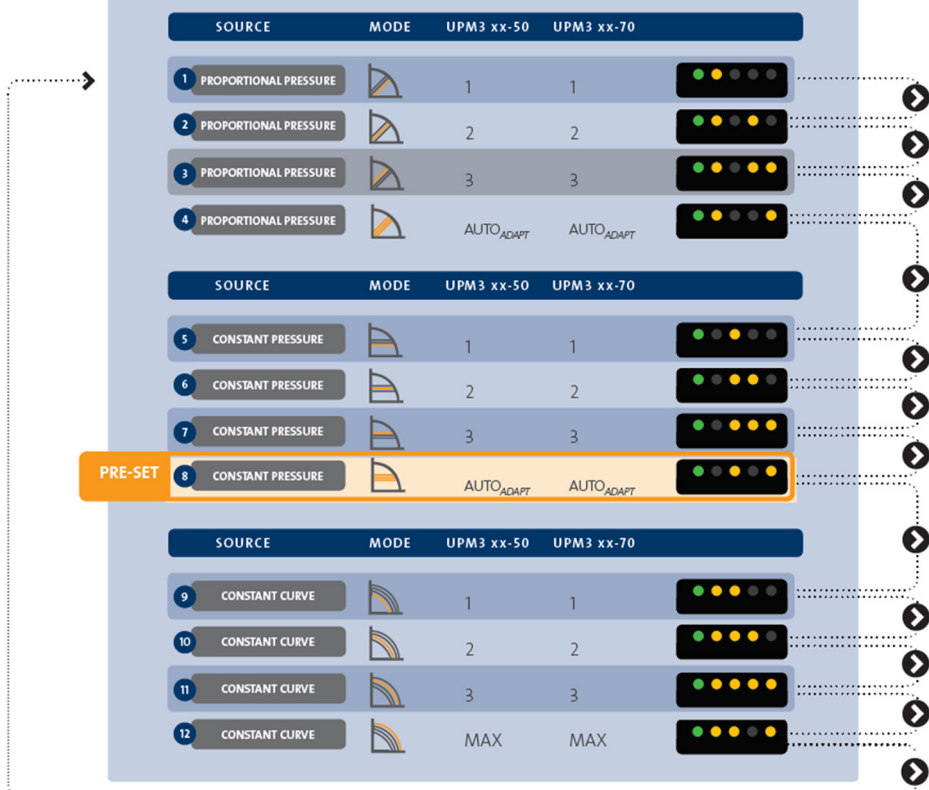 SOURCE MODE UPM3 xx-50 UPM3 xx-70
1 PROPORTIONAL PRESSURE 1 1
2 PROPORTIONAL PRESSURE 2 2
3 PROPORTIONAL PRESSURE 3 3
4 PROPORTIONAL PRESSURE AUTOADAPT AUTOADAPT
SOURCE MODE UPM3 xx-50 UPM3 xx-70
5 CONSTANT PRESSURE 1 1
6 CONSTANT PRESSURE 2 2
7 CONSTANT PRESSURE 3 3
PRE-SET 8 CONSTANT PRESSURE AUTOADAPT AUTOADAPT
SOURCE MODE UPM3 xx-50 UPM3 xx-70
9 CONSTANT CURVE 1 1
10 CONSTANT CURVE 2 2
11 CONSTANT CURVE 3 3
12 CONSTANT CURVE MAX MAX